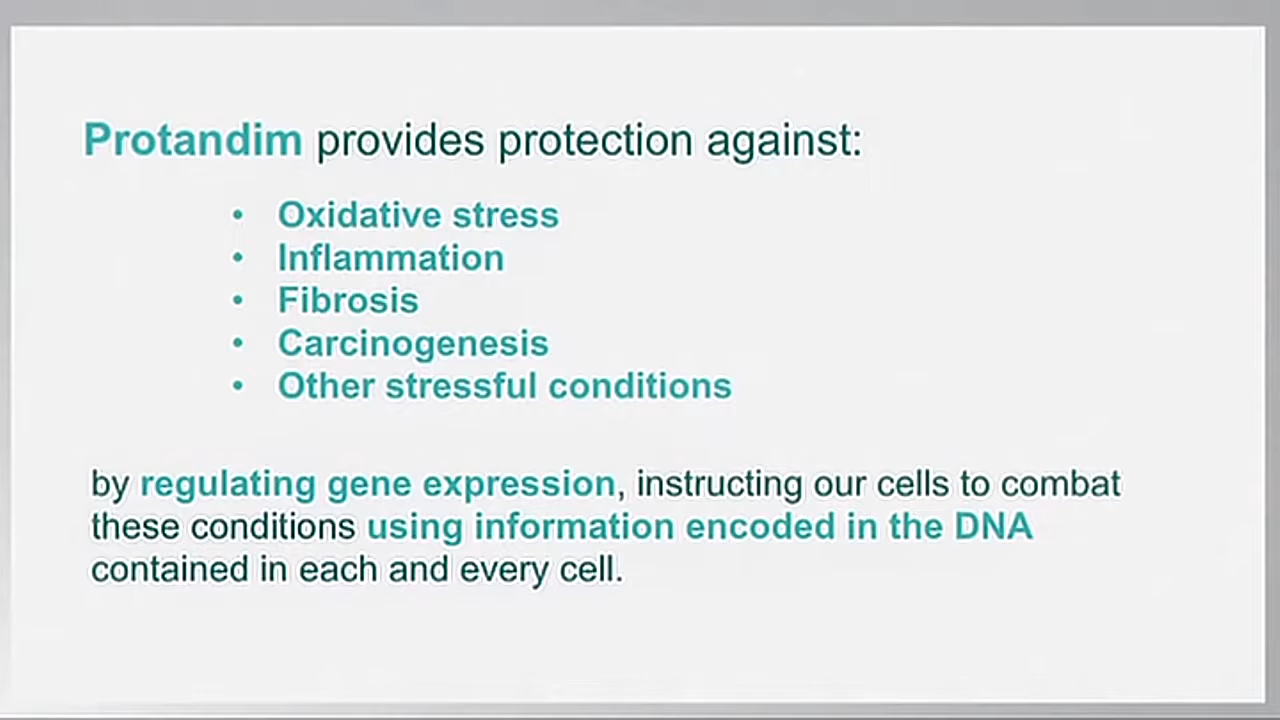 Protandim provides protection against:
• Oxidative stress
• Inflammation
• Fibrosis
• Carcinogenesis
• Other stressful conditions
by regulating gene expression, instructing our cells to combat
these conditions using information encoded in the DNA
contained in each and every cell.